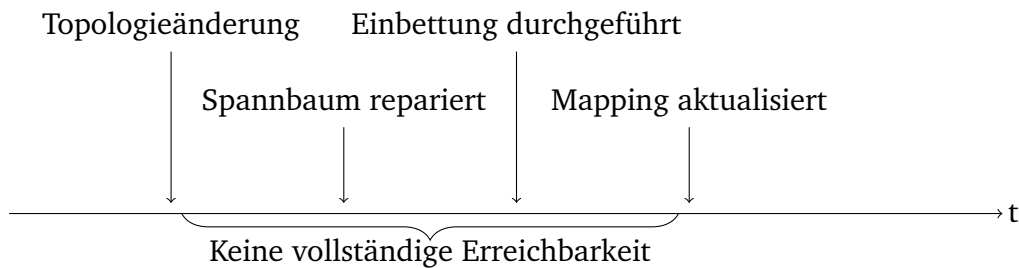 Topologieänderung
Einbettung durchgeführt
Spannbaum repariert
Mapping aktualisiert
t
Keine vollständige Erreichbarkeit